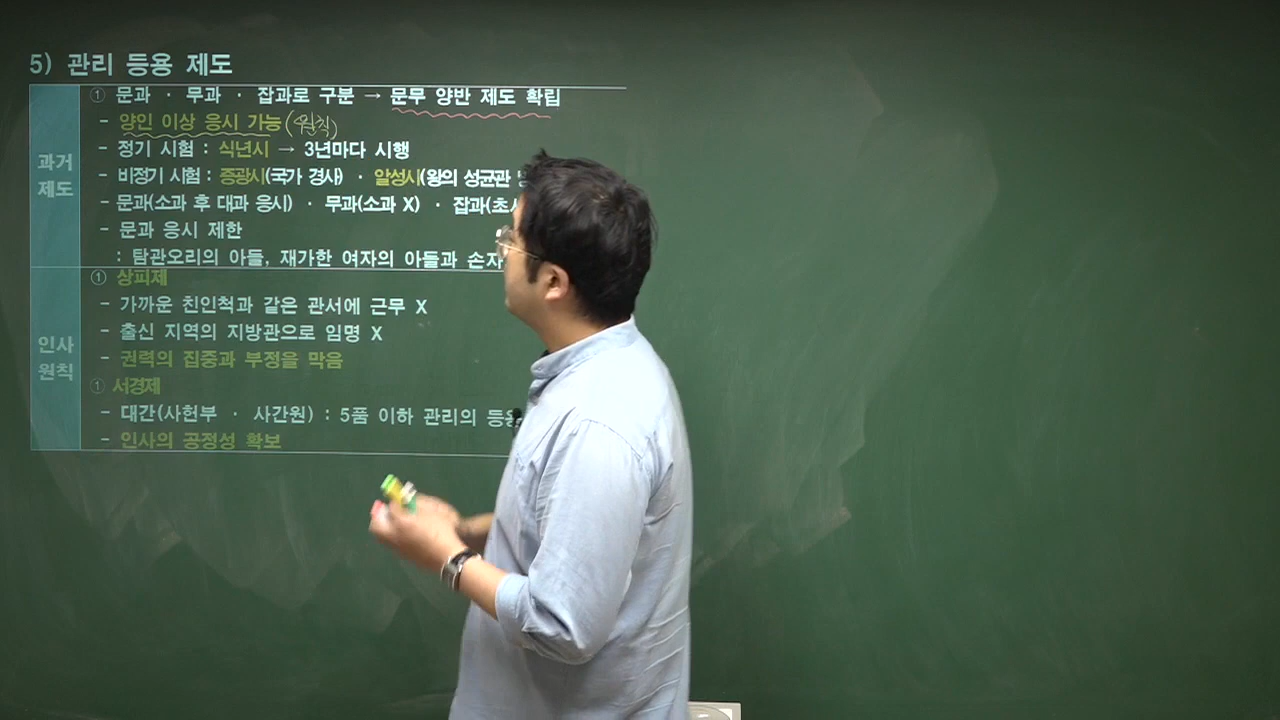 5) 관리 등용 제도
과거
제도
① 문과 · 무과 · 잡과로 구분 → 문무 양반 제도 확립
- 양인 이상 응시 가능(원칙)
- 정기 시험 : 식년시 → 3년마다 시행
- 비정기 시험 : 증광시(국가 경사) · 알성시(왕의 성균관
- 문과(소과 후 대과 응시) · 무과(소과 X) · 잡과(초시
- 문과 응시 제한
: 탐관오리의 아들, 재가한 여자의 아들과 손자
인사
원칙
① 상피제
- 가까운 친인척과 같은 관서에 근무 X
- 출신 지역의 지방관으로 임명 X
- 권력의 집중과 부정을 막음
① 서경제
- 대간(사헌부 · 사간원) : 5품 이하 관리의 등용
- 인사의 공정성 확보